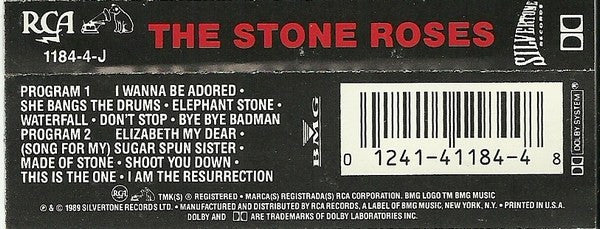 RCA
1184-4-J
THE STONE ROSES
SILVERTONE
RECORDS
PROGRAM 1 I WANNA BE ADORED •
SHE BANGS THE DRUMS • ELEPHANT STONE •
WATERFALL • DON'T STOP • BYE BYE BADMAN
PROGRAM 2 ELIZABETH MY DEAR •
(SONG FOR MY) SUGAR SPUN SISTER •
MADE OF STONE • SHOOT YOU DOWN •
THIS IS THE ONE • I AM THE RESURRECTION
BMG
0 1241-41184-4 8
DOLBY SYSTEM®
RCA TMK(S) ® REGISTERED • MARCA(S) REGISTRADA(S) RCA CORPORATION. BMG LOGO TM BMG MUSIC
℗ & © 1989 SILVERTONE RECORDS LTD. • MANUFACTURED AND DISTRIBUTED BY RCA RECORDS, A LABEL OF BMG MUSIC, NEW YORK, N.Y. • PRINTED IN U.S.A.
DOLBY AND ARE TRADEMARKS OF DOLBY LABORATORIES INC.